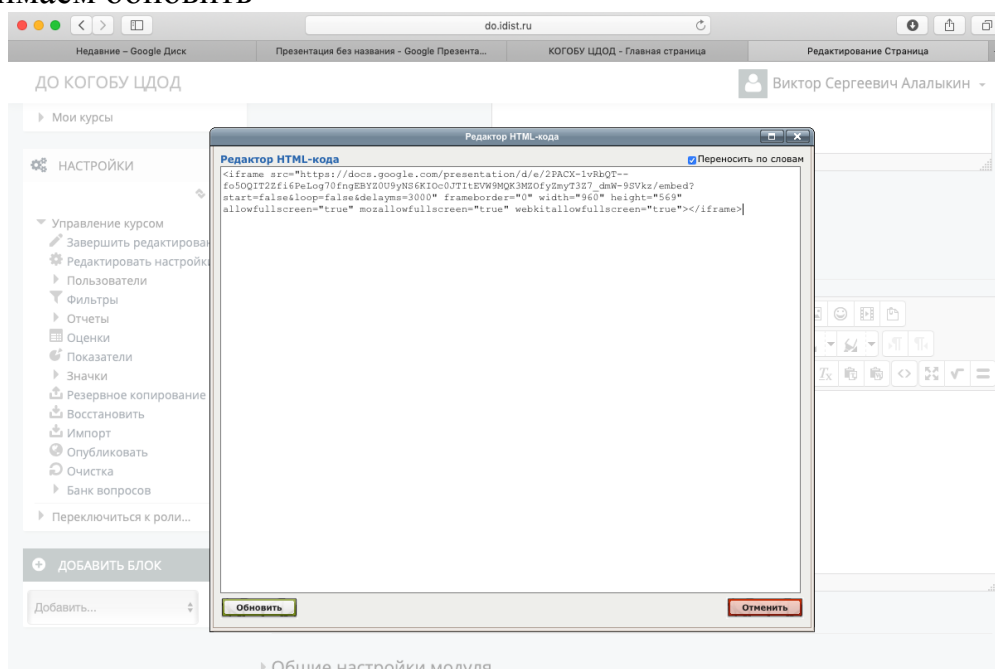 do.idist.ru
Недавние – Google Диск
Презентация без названия - Google Презента...
КОГОБУ ЦДОД - Главная страница
Редактирование Страница
ДО КОГОБУ ЦДОД
Виктор Сергеевич Алалыкин
Мои курсы
НАСТРОЙКИ
Управление курсом
Завершить редактирован
Редактировать настройки
Пользователи
Фильтры
Отчеты
Оценки
Показатели
Значки
Резервное копирование
Восстановить
Импорт
Опубликовать
Очистка
Банк вопросов
Переключиться к роли...
ДОБАВИТЬ БЛОК
Добавить...
Редактор HTML-кода
Редактор HTML-кода
Переносить по словам
<iframe src="https://docs.google.com/presentation/d/e/2PACX-1vRbQT--
fo5OQIT2Zfi6PeLog70fngEBYZ0U9yNS6KIOc0JTItEVW9MQK3MZOfyZmyT3Z7_dmW-9SVkz/embed?
start=false&loop=false&delayms=3000" frameborder="0" width="960" height="569"
allowfullscreen="true" mozallowfullscreen="true" webkitallowfullscreen="true"></iframe>
Обновить
Отменить
Общие настройки модуля